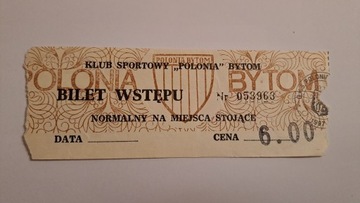 KLUB SPORTOWY „POLONIA" BYTOM
POLONIA BYTOM
POLONIA BYTOM
BILET WSTĘPU Nr 053963
NORMALNY NA MIEJSCA STOJĄCE
DATA CENA 6.00